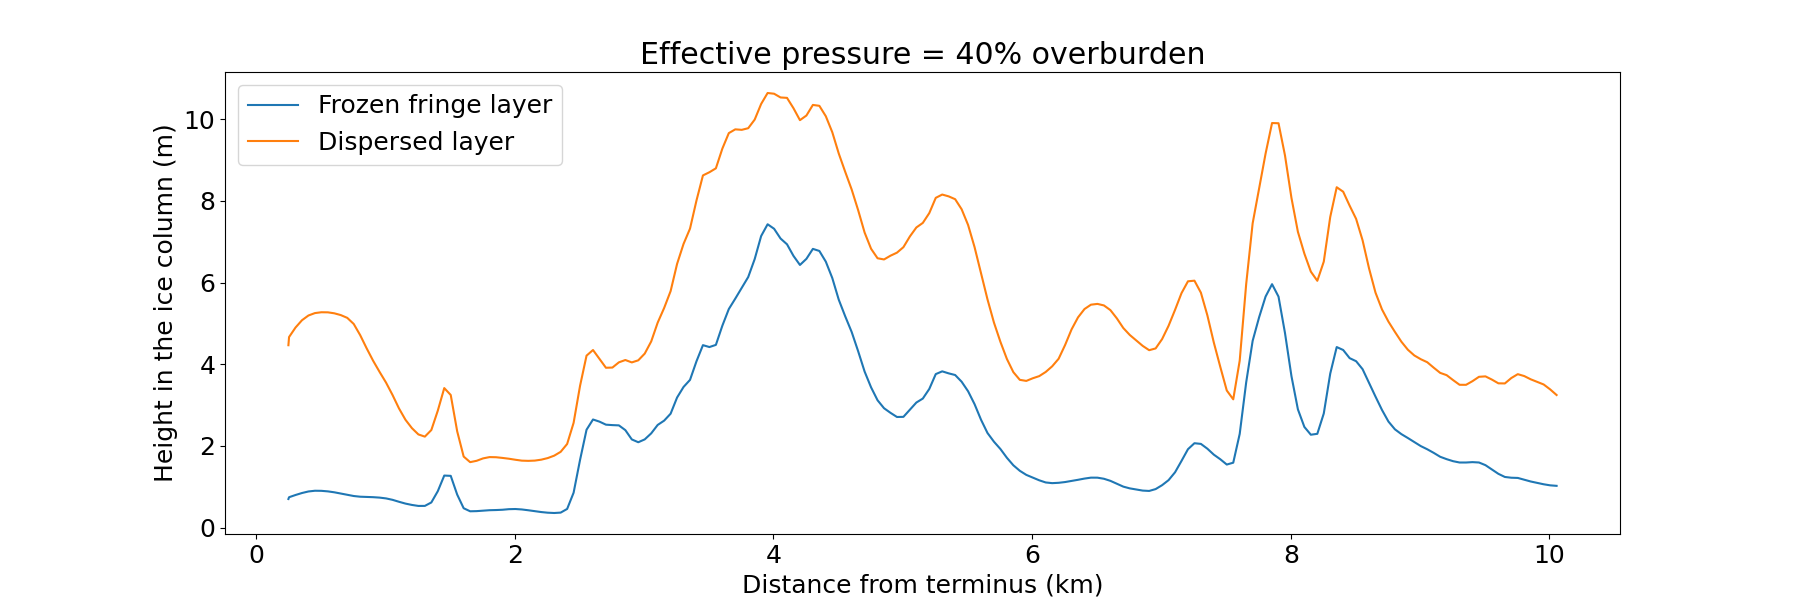 Effective pressure = 40% overburden
Frozen fringe layer
Dispersed layer
Height in the ice column (m)
10
8
6
4
2
0
0 2 4 6 8 10
Distance from terminus (km)